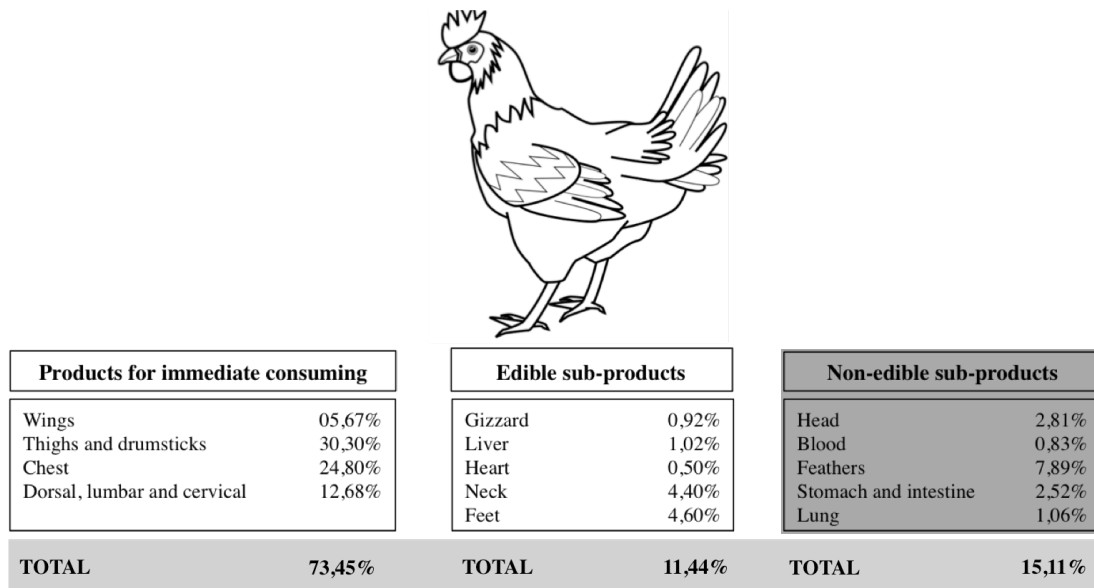 Products for immediate consuming
Wings 05,67%
Thighs and drumsticks 30,30%
Chest 24,80%
Dorsal, lumbar and cervical 12,68%
Edible sub-products
Gizzard 0,92%
Liver 1,02%
Heart 0,50%
Neck 4,40%
Feet 4,60%
Non-edible sub-products
Head 2,81%
Blood 0,83%
Feathers 7,89%
Stomach and intestine 2,52%
Lung 1,06%
TOTAL 73,45% TOTAL 11,44% TOTAL 15,11%